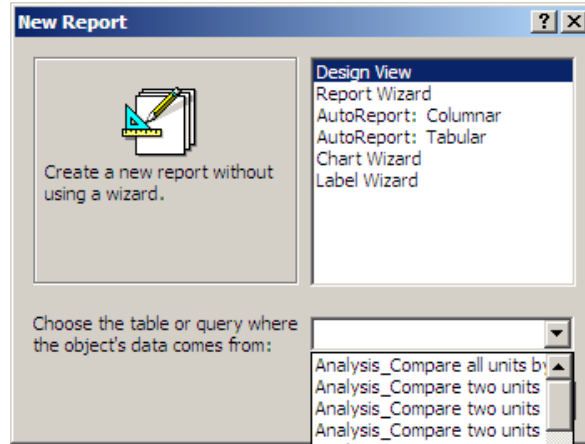 New Report
Design View
Report Wizard
AutoReport: Columnar
AutoReport: Tabular
Chart Wizard
Label Wizard
Create a new report without
using a wizard.
Choose the table or query where
the object's data comes from:
Analysis_Compare all units by
Analysis_Compare two units
Analysis_Compare two units
Analysis_Compare two units